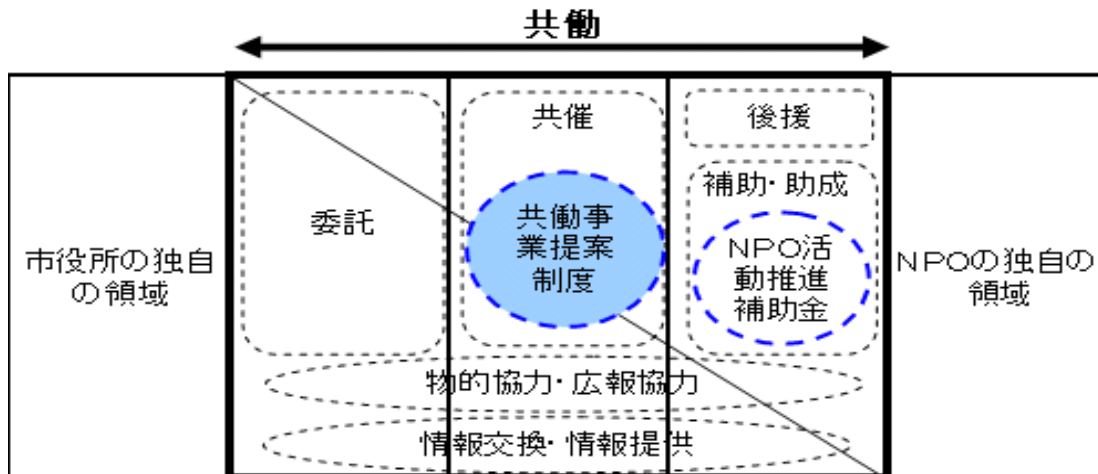 共働
市役所の独自
の領域
委託
共催
共働事
業提案
制度
後援
補助・助成
NPO活
動推進
補助金
NPOの独自の
領域
物的協力・広報協力
情報交換・情報提供